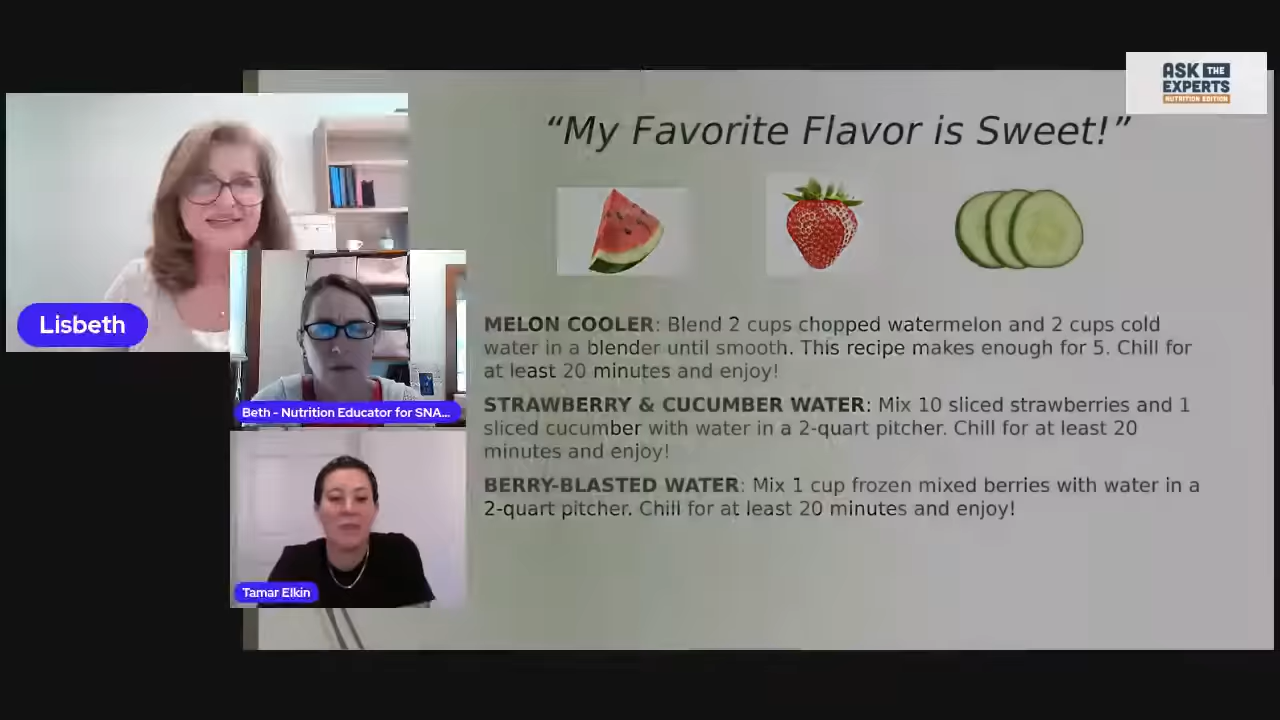 ASK THE
EXPERTS
NUTRITION EDITION
“My Favorite Flavor is Sweet!”
Lisbeth
Beth - Nutrition Educator for SNA...
Tamar Elkin
MELON COOLER: Blend 2 cups chopped watermelon and 2 cups cold
water in a blender until smooth. This recipe makes enough for 5. Chill for
at least 20 minutes and enjoy!
STRAWBERRY & CUCUMBER WATER: Mix 10 sliced strawberries and 1
sliced cucumber with water in a 2-quart pitcher. Chill for at least 20
minutes and enjoy!
BERRY-BLASTED WATER: Mix 1 cup frozen mixed berries with water in a
2-quart pitcher. Chill for at least 20 minutes and enjoy!